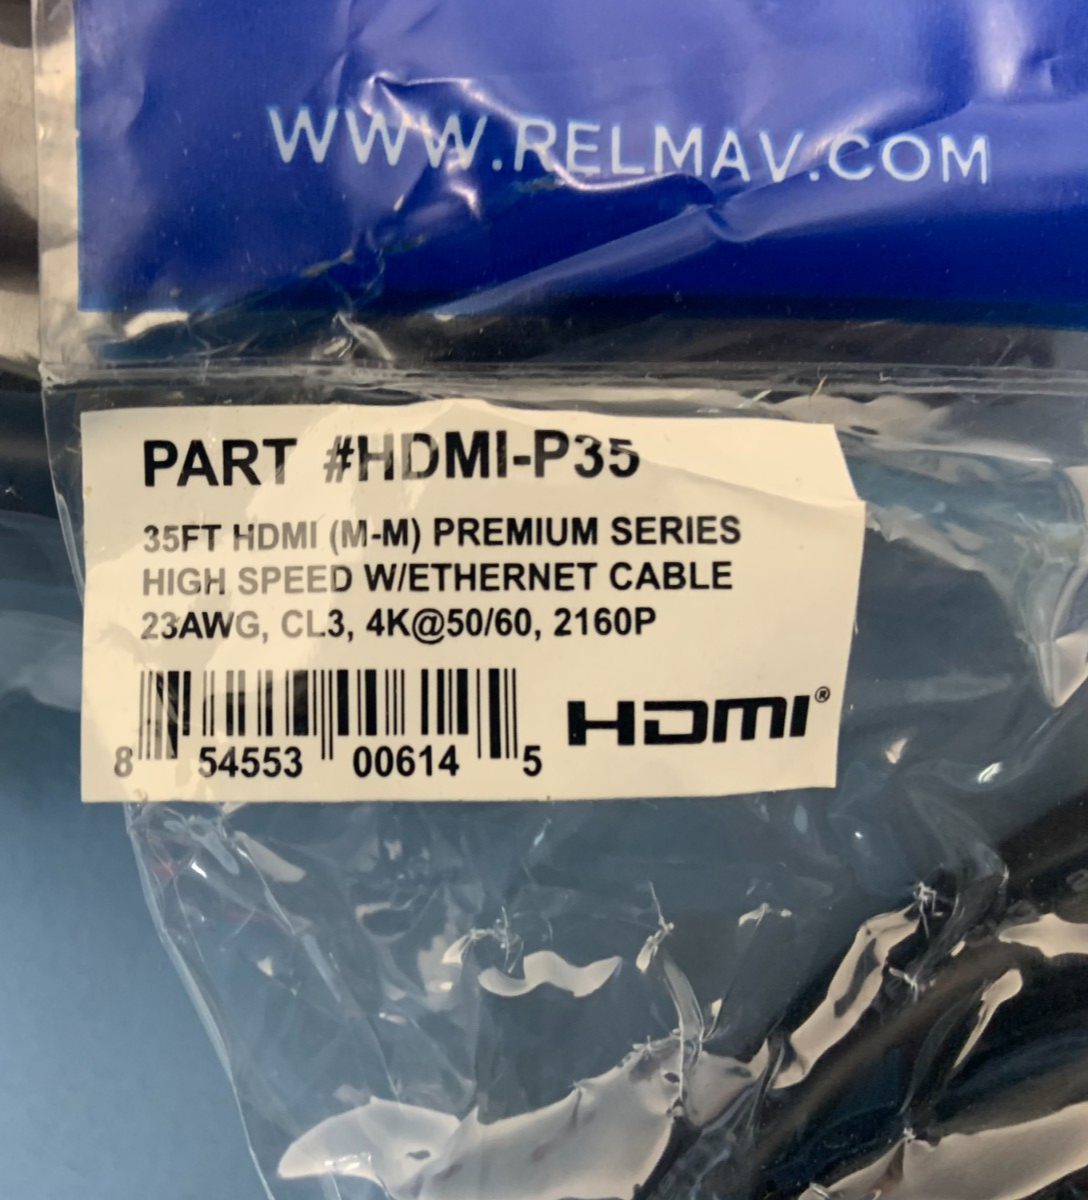 WWW.RELMAV.COM
PART #HDMI-P35
35FT HDMI (M-M) PREMIUM SERIES
HIGH SPEED W/ETHERNET CABLE
23AWG, CL3, 4K@50/60, 2160P
HDMI®
8 54553 00614 5